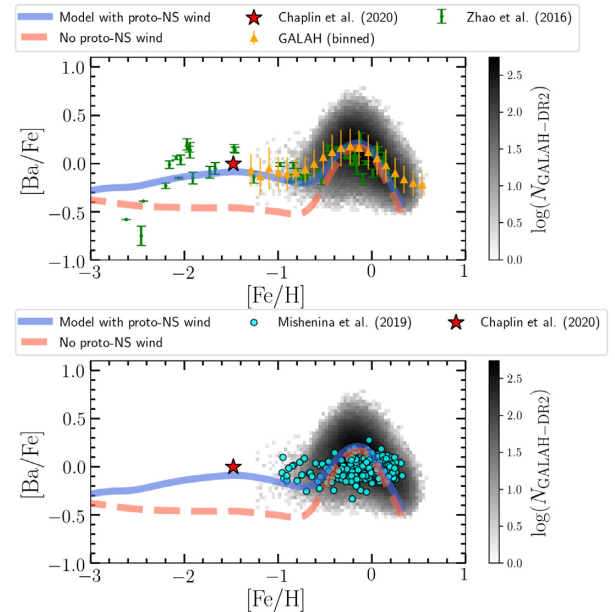 Model with proto-NS wind
No proto-NS wind
Chaplin et al. (2020)
GALAH (binned)
Zhao et al. (2016)
[Ba/Fe]
1.0
0.5
0.0
−0.5
−1.0
−3 −2 −1 0 1
[Fe/H]
2.5
2.0
1.5
1.0
0.5
0.0
log(N_GALAH−DR2)
Model with proto-NS wind
No proto-NS wind
Mishenina et al. (2019)
Chaplin et al. (2020)
[Ba/Fe]
1.0
0.5
0.0
−0.5
−1.0
−3 −2 −1 0 1
[Fe/H]
2.5
2.0
1.5
1.0
0.5
0.0
log(N_GALAH−DR2)